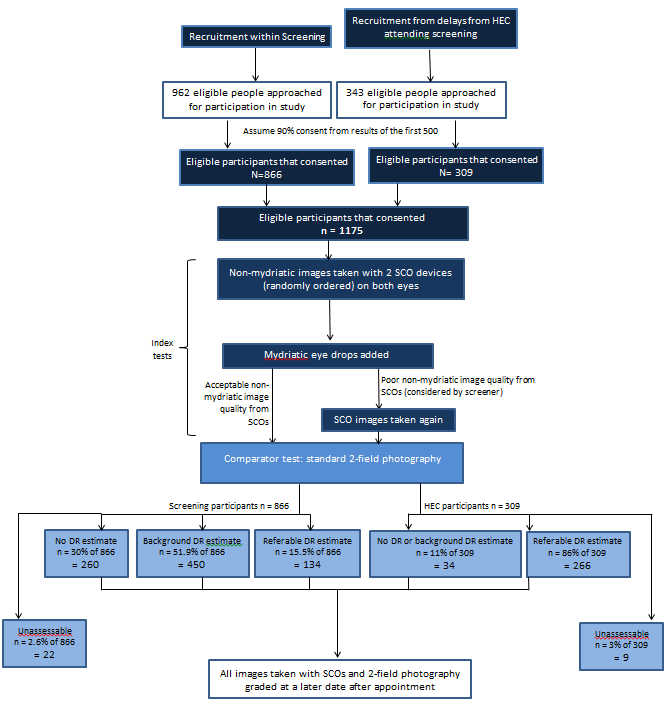 Recruitment within Screening
Recruitment from delays from HEC
attending screening
962 eligible people approached
for participation in study
343 eligible people approached
for participation in study
Assume 90% consent from results of the first 500
Eligible participants that consented
N=866
Eligible participants that consented
N= 309
Eligible participants that consented
n = 1175
Non-mydriatic images taken with 2 SCO devices
(randomly ordered) on both eyes
Index
tests
Mydriatic eye drops added
Acceptable non-
mydriatic image
quality from
SCOs
Poor non-mydriatic image quality from
SCOs (considered by screener)
SCO images taken again
Comparator test: standard 2-field photography
Screening participants n = 866
HEC participants n = 309
No DR estimate
n = 30% of 866
= 260
Background DR estimate
n = 51.9% of 866
= 450
Referable DR estimate
n = 15.5% of 866
= 134
No DR or background DR estimate
n = 11% of 309
= 34
Referable DR estimate
n = 86% of 309
= 266
Unassessable
n = 2.6% of 866
= 22
Unassessable
n = 3% of 309
= 9
All images taken with SCOs and 2-field photography
graded at a later date after appointment